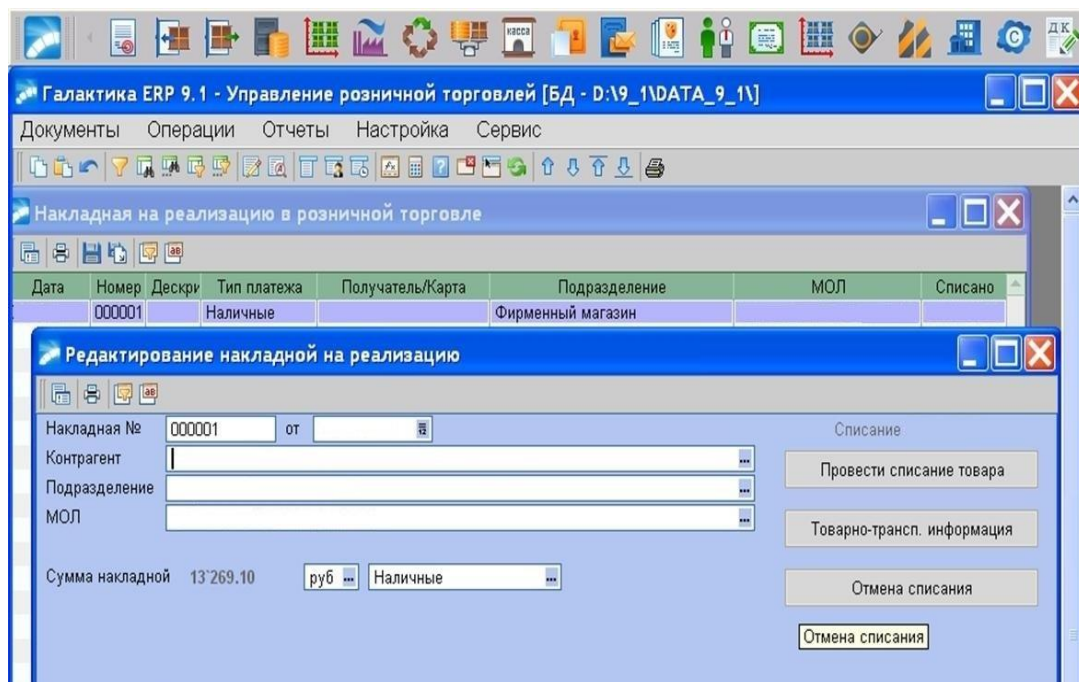 касса
ДК
Галактика ERP 9.1 - Управление розничной торговлей [БД - D:\9_1\DATA_9_1\]
Документы Операции Отчеты Настройка Сервис
Накладная на реализацию в розничной торговле
Дата Номер Дескри Тип платежа Получатель/Карта Подразделение МОЛ Списано
000001 Наличные Фирменный магазин
Редактирование накладной на реализацию
Накладная № 000001 от
Списание
Контрагент
Провести списание товара
Подразделение
МОЛ
Товарно-трансп. информация
Сумма накладной 13`269.10 руб Наличные
Отмена списания
Отмена списания